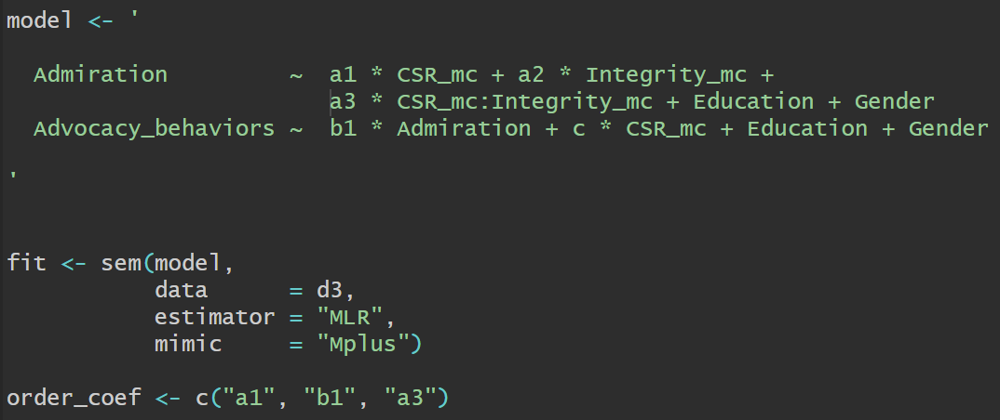 model <- '
Admiration ~ a1 * CSR_mc + a2 * Integrity_mc +
a3 * CSR_mc:Integrity_mc + Education + Gender
Advocacy_behaviors ~ b1 * Admiration + c * CSR_mc + Education + Gender
'
fit <- sem(model,
data = d3,
estimator = "MLR",
mimic = "Mplus")
order_coef <- c("a1", "b1", "a3")